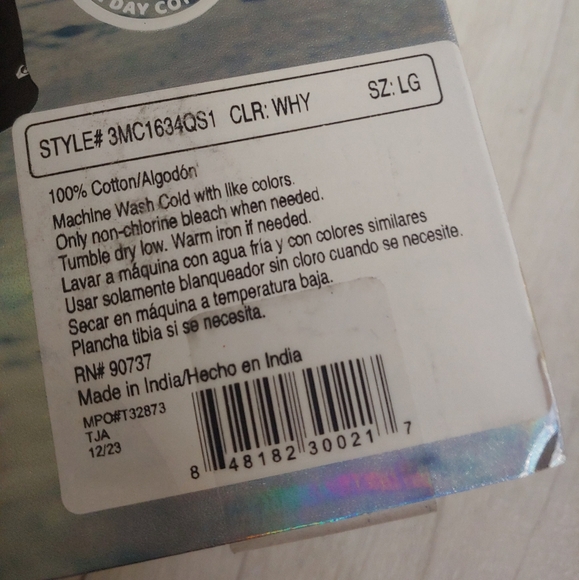 DAY CO
STYLE# 3MC1634QS1 CLR: WHY SZ: LG
100% Cotton/Algodón
Machine Wash Cold with like colors.
Only non-chlorine bleach when needed.
Tumble dry low. Warm iron if needed.
Lavar a máquina con agua fría y con colores similares
Usar solamente blanqueador sin cloro cuando se necesite.
Secar en máquina a temperatura baja.
Plancha tibia si se necesita.
RN# 90737
Made in India/Hecho en India
MPO#T32873
TJA
12/23
8 48182 30021 7